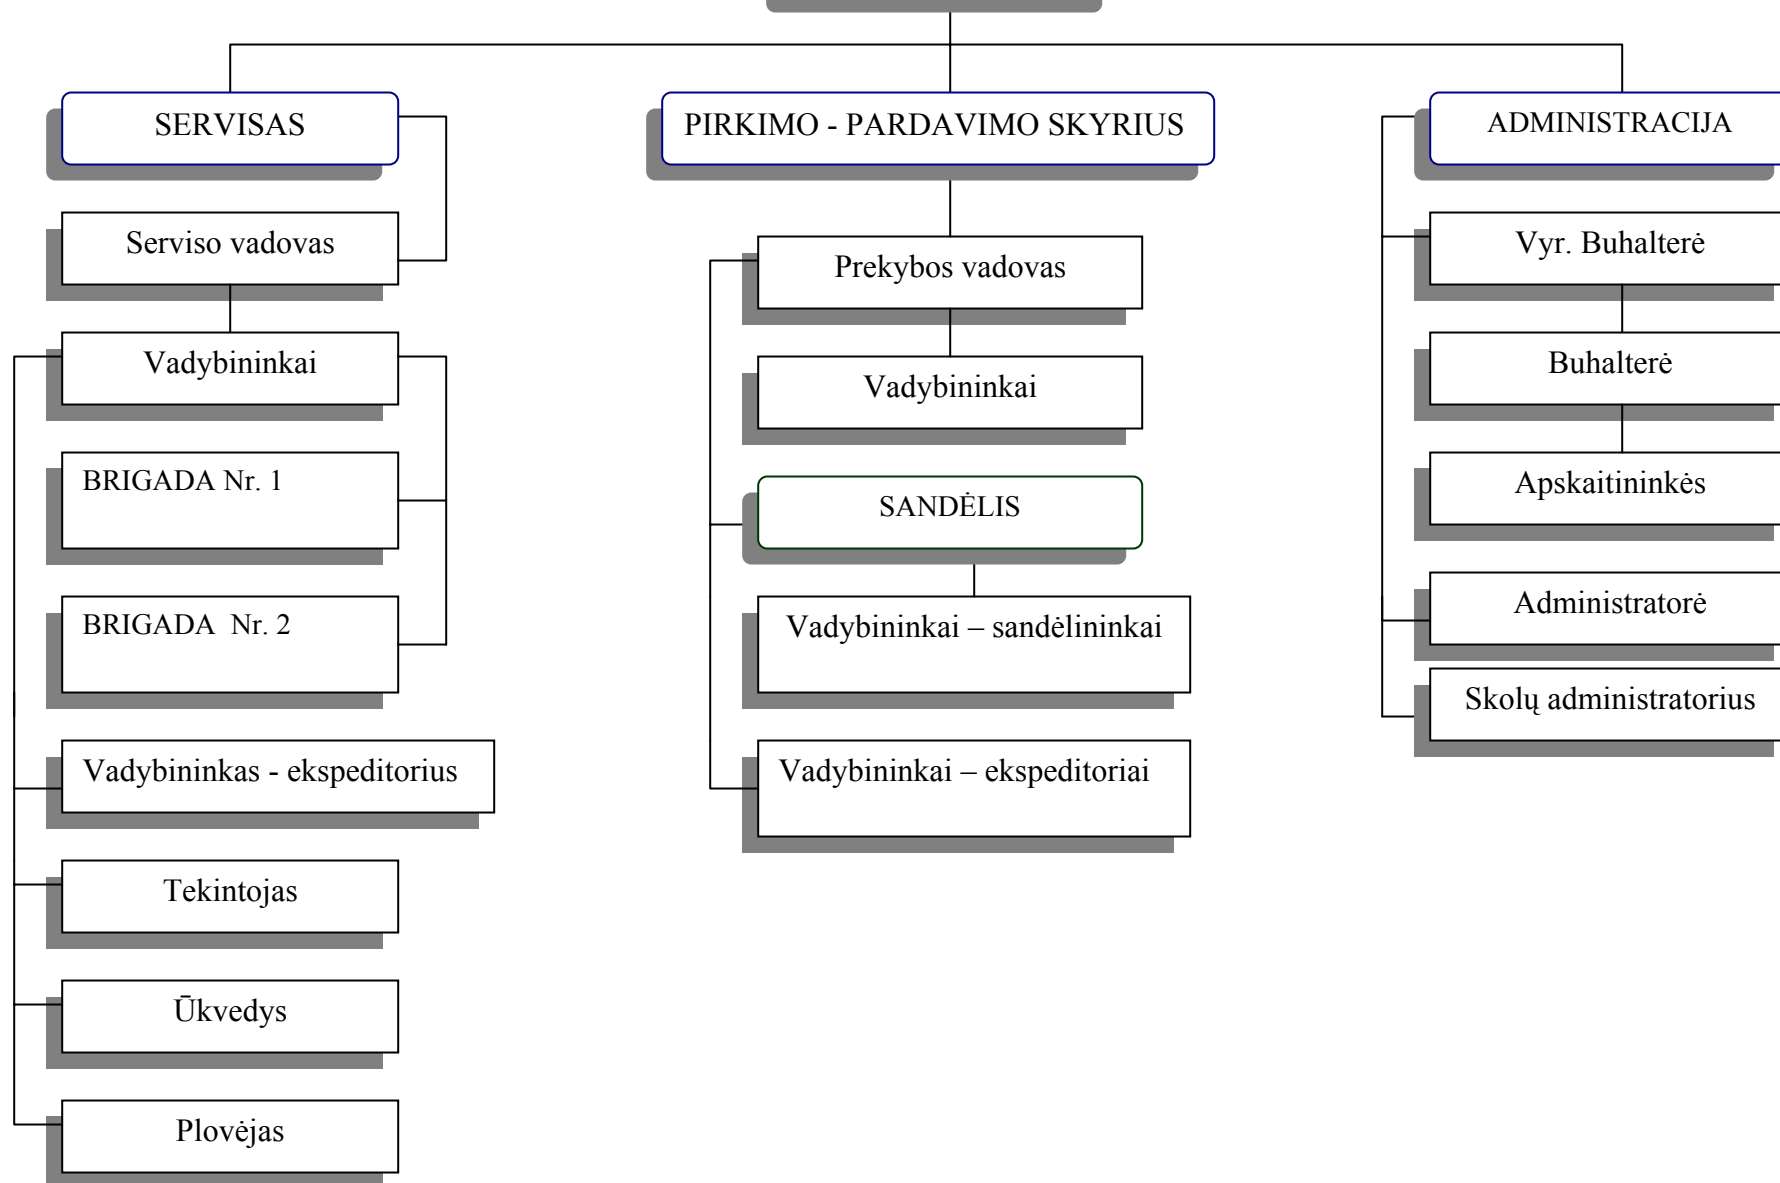 SERVISAS
Serviso vadovas
Vadybininkai
BRIGADA Nr. 1
BRIGADA  Nr. 2
Vadybininkas - ekspeditorius
Tekintojas
Ūkvedys
Plovėjas
PIRKIMO - PARDAVIMO SKYRIUS
Prekybos vadovas
Vadybininkai
SANDĖLIS
Vadybininkai – sandėlininkai
Vadybininkai – ekspeditoriai
ADMINISTRACIJA
Vyr. Buhalterė
Buhalterė
Apskaitininkės
Administratorė
Skolų administratorius